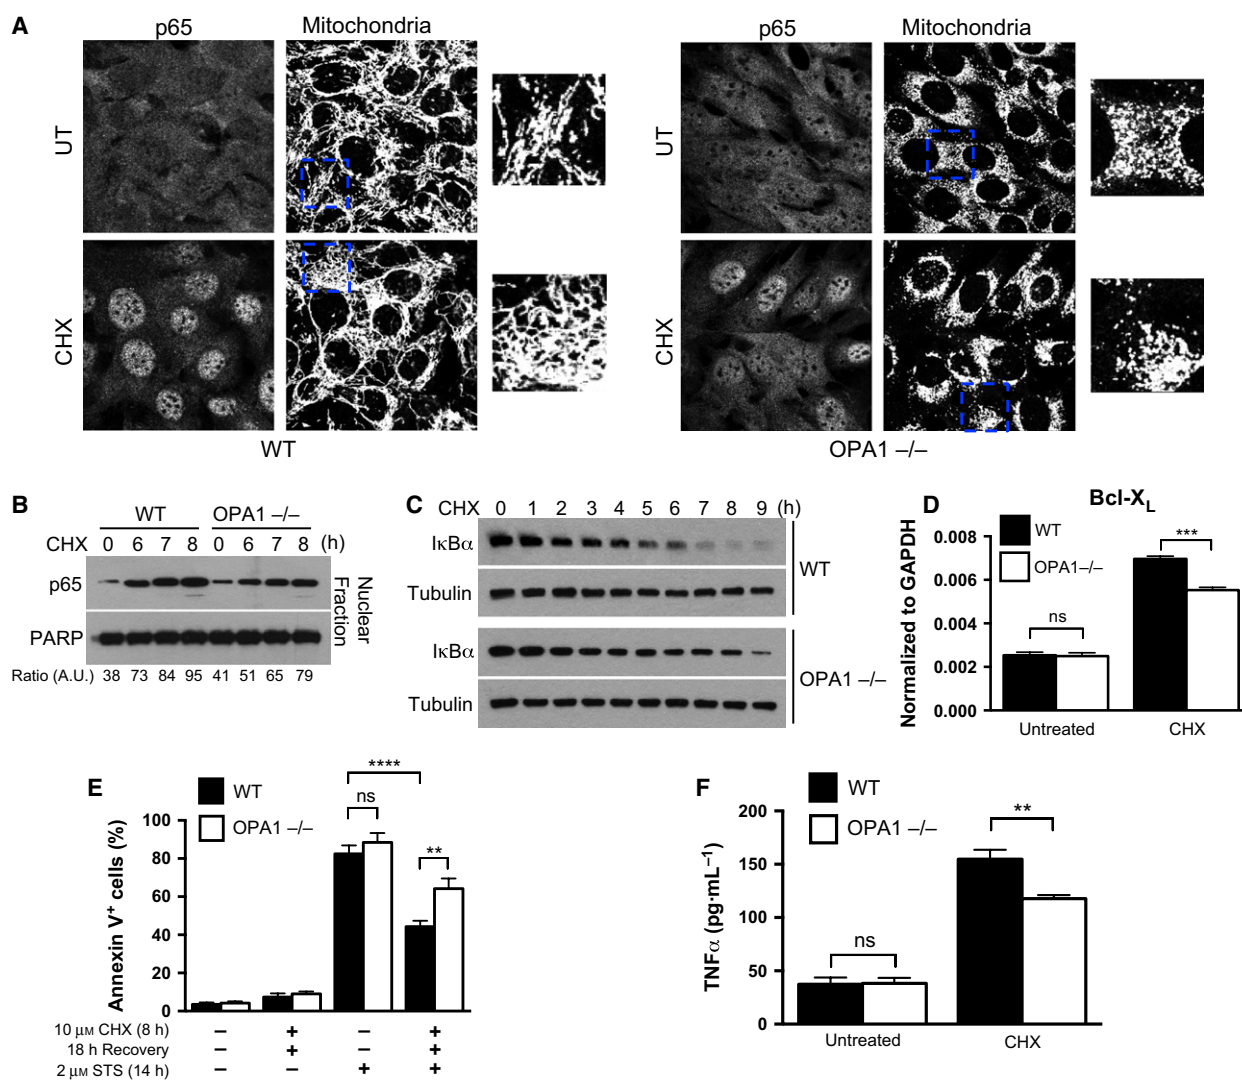 A
p65
Mitochondria
p65
Mitochondria
UT
UT
CHX
CHX
WT
OPA1 –/–
B
WT OPA1 –/–
CHX 0 6 7 8 0 6 7 8 (h)
p65
PARP
Nuclear
Fraction
Ratio (A.U.) 38 73 84 95 41 51 65 79
C
CHX 0 1 2 3 4 5 6 7 8 9 (h)
IκBα
Tubulin
WT
IκBα
Tubulin
OPA1 –/–
D
Bcl-XL
Normalized to GAPDH
0.008
0.006
0.004
0.002
0.000
WT
OPA1–/–
ns
***
Untreated
CHX
E
WT
OPA1 –/–
Annexin V+ cells (%)
100
80
60
40
20
0
ns
****
**
10 μM CHX (8 h) – + – +
18 h Recovery – + – +
2 μM STS (14 h) – – + +
F
WT
OPA1 –/–
TNFα (pg·mL–1)
200
150
100
50
0
ns
**
Untreated
CHX